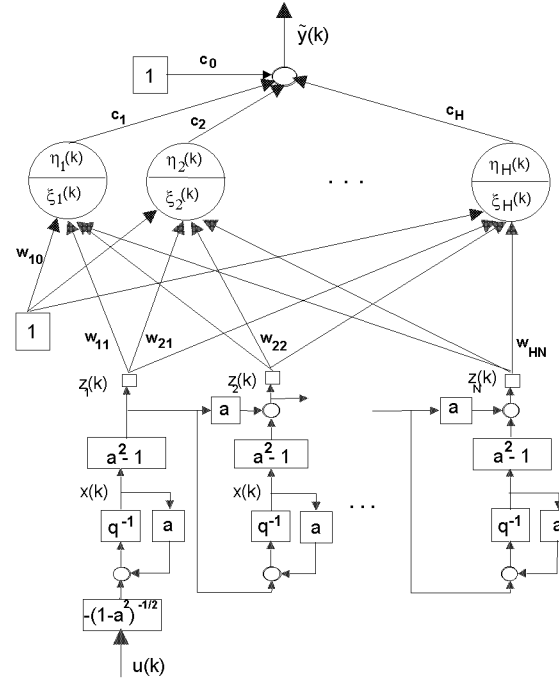 ỹ(k)
1
c0
c1
c2
cH
η1(k)
ξ1(k)
η2(k)
ξ2(k)
. . .
ηH(k)
ξH(k)
w10
1
w11
w21
w22
wHN
z1(k)
z2(k)
zN(k)
a
a
a² - 1
a² - 1
a² - 1
x(k)
x(k)
. . .
q⁻¹
a
q⁻¹
a
q⁻¹
a
-(1-a²)^-1/2
u(k)